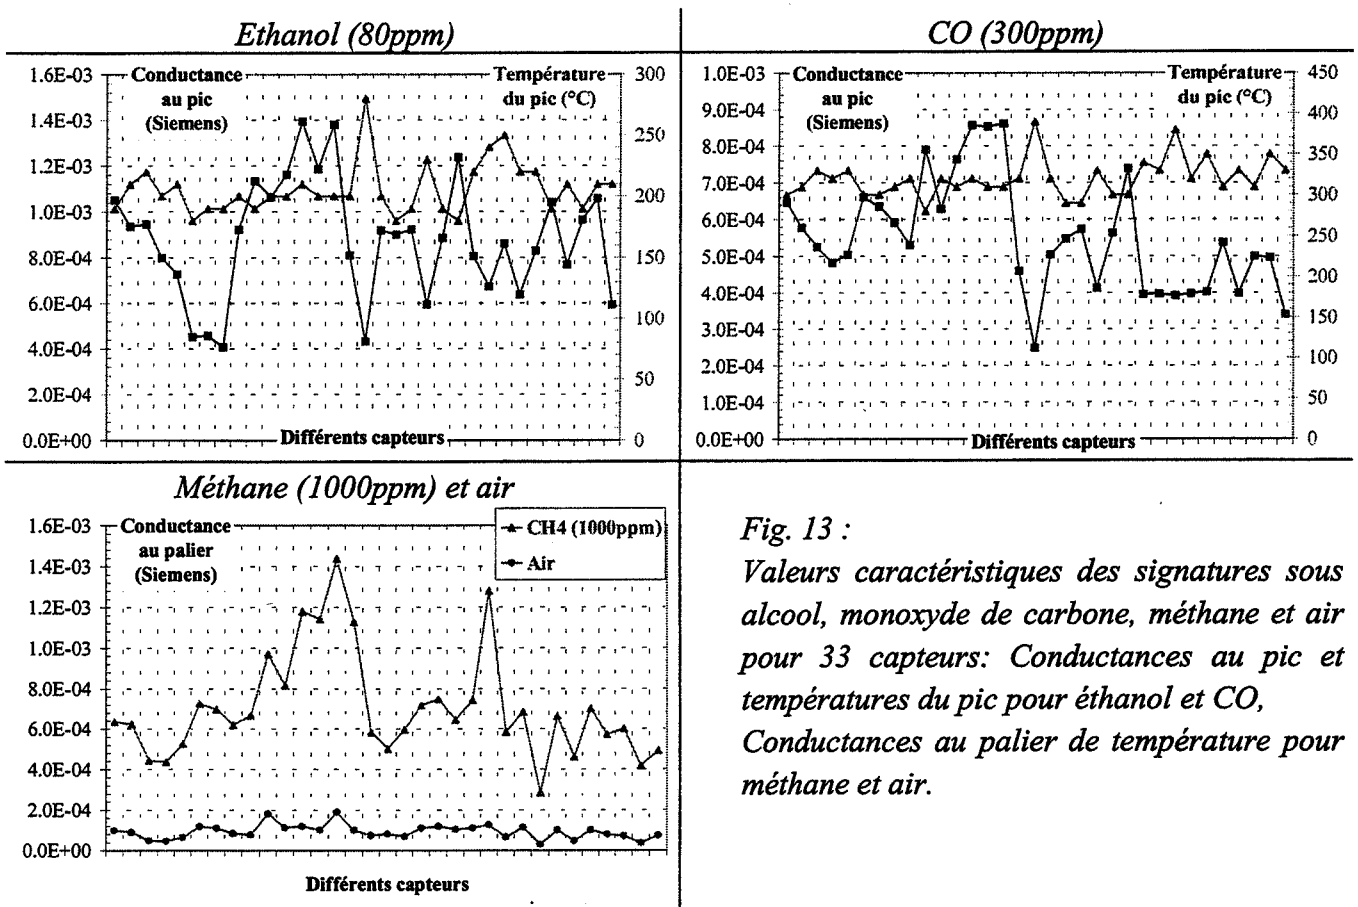 Ethanol (80ppm)
CO (300ppm)
1.6E-03
1.4E-03
1.2E-03
1.0E-03
8.0E-04
6.0E-04
4.0E-04
2.0E-04
0.0E+00
Conductance
au pic
(Siemens)
Température
du pic (°C)
300
250
200
150
100
50
0
Différents capteurs
1.0E-03
9.0E-04
8.0E-04
7.0E-04
6.0E-04
5.0E-04
4.0E-04
3.0E-04
2.0E-04
1.0E-04
0.0E+00
Conductance
au pic
(Siemens)
Température
du pic (°C)
450
400
350
300
250
200
150
100
50
0
Différents capteurs
Méthane (1000ppm) et air
1.6E-03
1.4E-03
1.2E-03
1.0E-03
8.0E-04
6.0E-04
4.0E-04
2.0E-04
0.0E+00
Conductance
au palier
(Siemens)
CH4 (1000ppm)
Air
Différents capteurs
Fig. 13 :
Valeurs caractéristiques des signatures sous
alcool, monoxyde de carbone, méthane et air
pour 33 capteurs: Conductances au pic et
températures du pic pour éthanol et CO,
Conductances au palier de température pour
méthane et air.